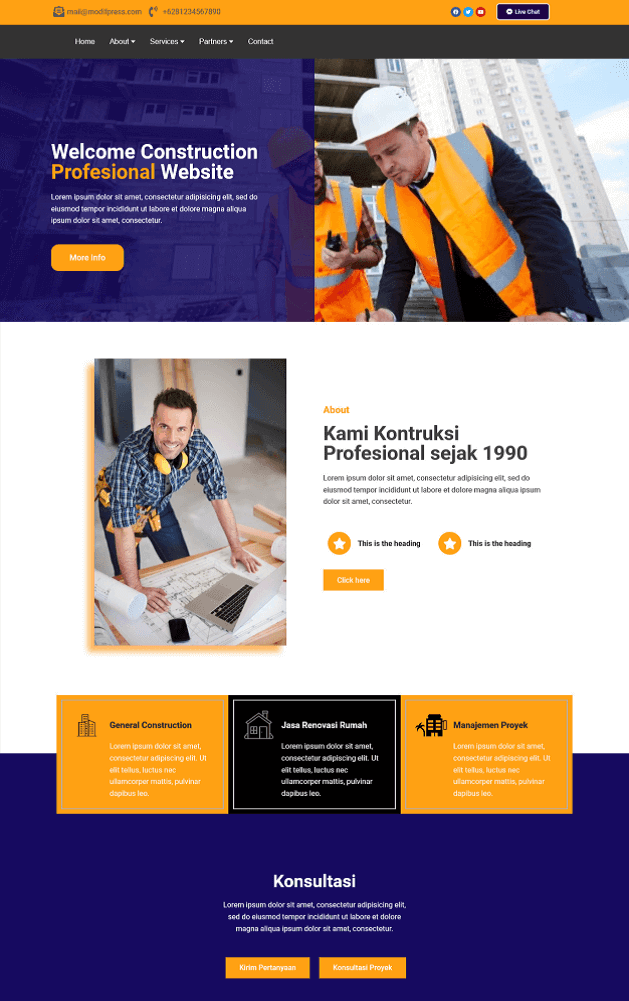 mail@modifpress.com +6281234567890
Live Chat
Home About Services Partners Contact
Welcome Construction
Profesional Website
Lorem ipsum dolor sit amet, consectetur adipisicing elit, sed do
eiusmod tempor incididunt ut labore et dolore magna aliqua
ipsum dolor sit amet, consectetur.
More Info
About
Kami Kontruksi
Profesional sejak 1990
Lorem ipsum dolor sit amet, consectetur adipisicing elit, sed do
eiusmod tempor incididunt ut labore et dolore magna aliqua ipsum
dolor sit amet, consectetur.
This is the heading This is the heading
Click here
General Construction
Lorem ipsum dolor sit amet,
consectetur adipiscing elit. Ut
elit tellus, luctus nec
ullamcorper mattis, pulvinar
dapibus leo.
Jasa Renovasi Rumah
Lorem ipsum dolor sit amet,
consectetur adipiscing elit. Ut
elit tellus, luctus nec
ullamcorper mattis, pulvinar
dapibus leo.
Manajemen Proyek
Lorem ipsum dolor sit amet,
consectetur adipiscing elit. Ut
elit tellus, luctus nec
ullamcorper mattis, pulvinar
dapibus leo.
Konsultasi
Lorem ipsum dolor sit amet, consectetur adipisicing elit,
sed do eiusmod tempor incididunt ut labore et dolore
magna aliqua ipsum dolor sit amet, consectetur.
Kirim Pertanyaan Konsultasi Proyek